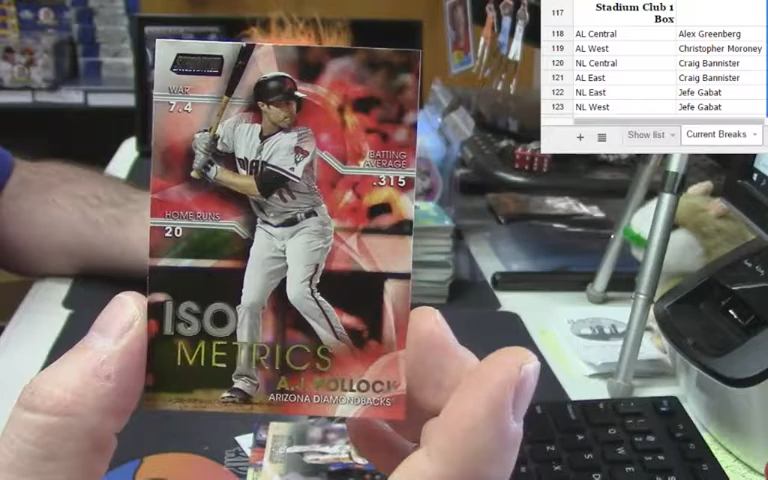 WAR
7.4
BATTING
AVERAGE
.315
HOME RUNS
20
ISO
METRICS
A.J. POLLOCK
ARIZONA DIAMONDBACKS
117 Stadium Club 1
Box
118 AL Central Alex Greenberg
119 AL West Christopher Moroney
120 NL Central Craig Bannister
121 AL East Craig Bannister
122 NL East Jefe Gabat
123 NL West Jefe Gabat
+ Show list Current Breaks